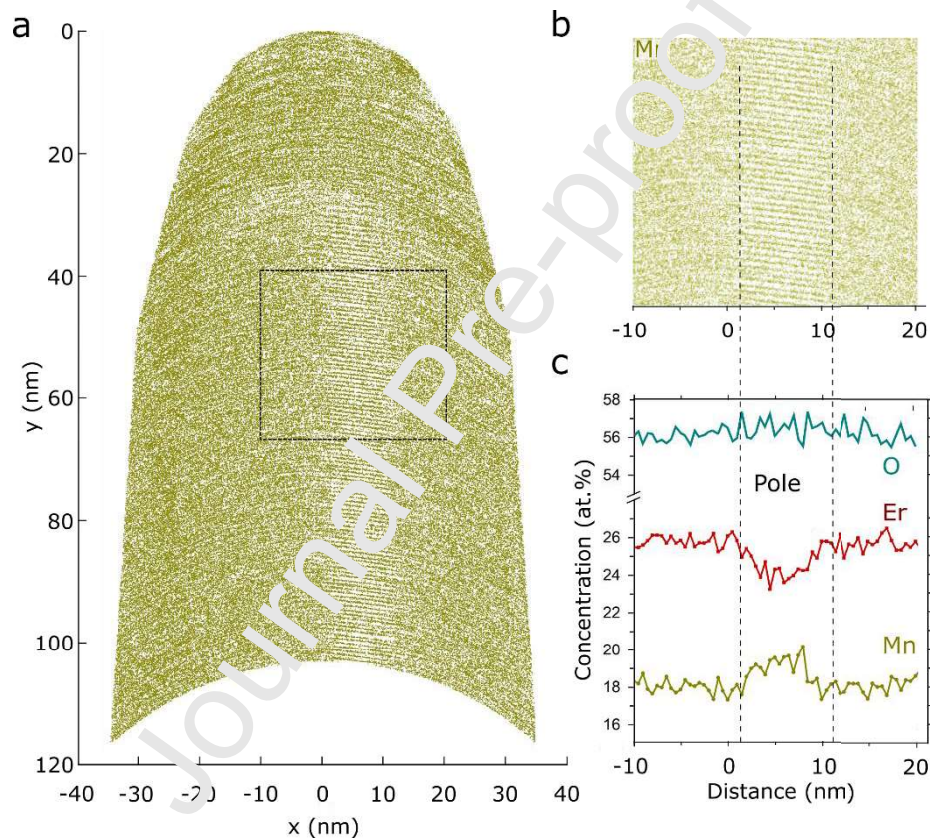 a
b
c
0
20
40
60
80
100
120
y (nm)
-40 -30 -20 -10 0 10 20 30 40
x (nm)
Mn
-10 0 10 20
58
56
54
26
24
22
20
18
16
Concentration (at.%)
O
Pole
Er
Mn
-10 0 10 20
Distance (nm)
Journal Pre-proof